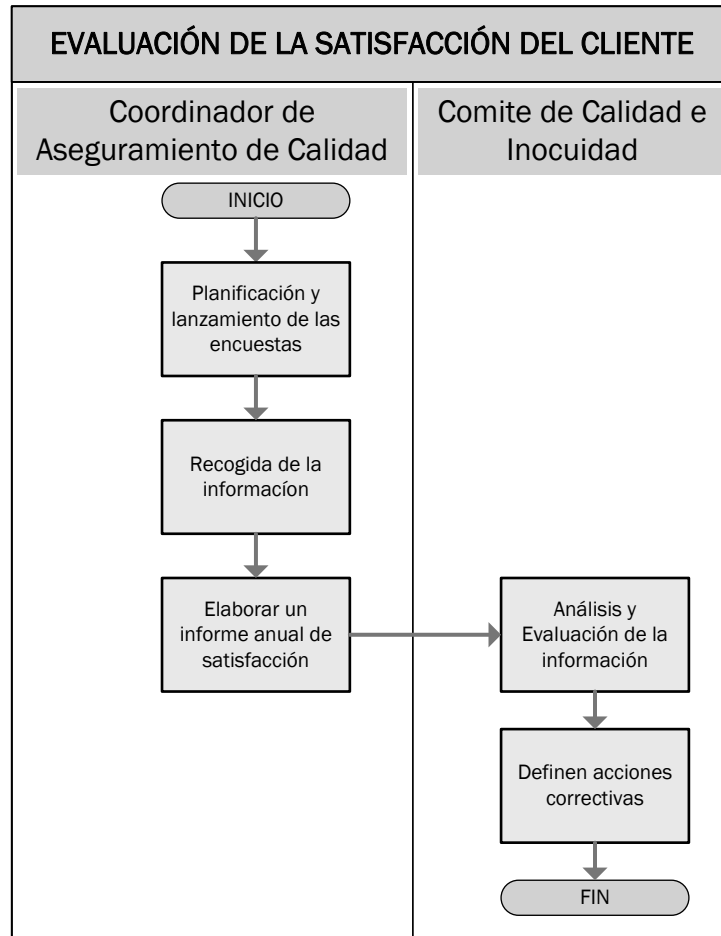 EVALUACIÓN DE LA SATISFACCIÓN DEL CLIENTE
Coordinador de
Aseguramiento de Calidad
Comite de Calidad e
Inocuidad
INICIO
Planificación y
lanzamiento de las
encuestas
Recogida de la
informacíon
Elaborar un
informe anual de
satisfacción
Análisis y
Evaluación de la
información
Definen acciones
correctivas
FIN